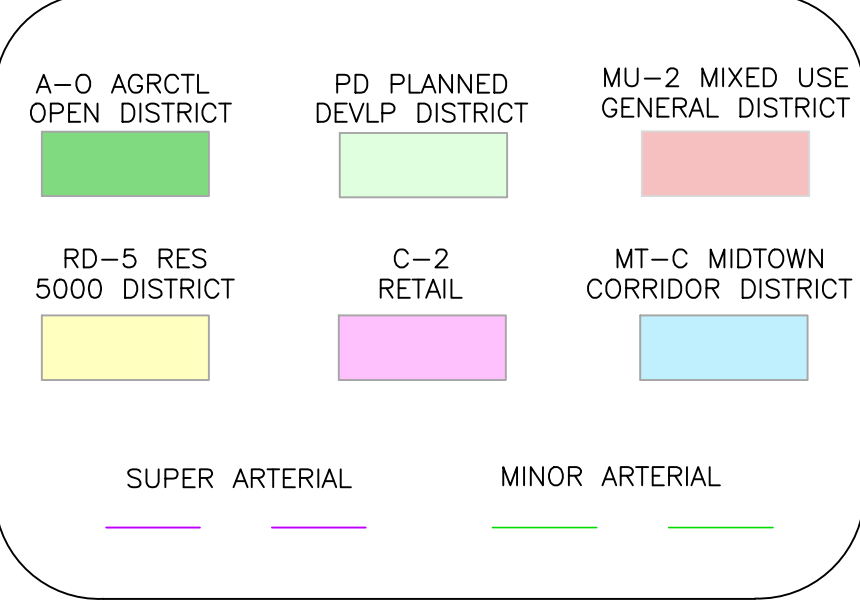 A-O AGRCTL
OPEN DISTRICT
PD PLANNED
DEVLP DISTRICT
MU-2 MIXED USE
GENERAL DISTRICT
RD-5 RES
5000 DISTRICT
C-2
RETAIL
MT-C MIDTOWN
CORRIDOR DISTRICT
SUPER ARTERIAL
MINOR ARTERIAL